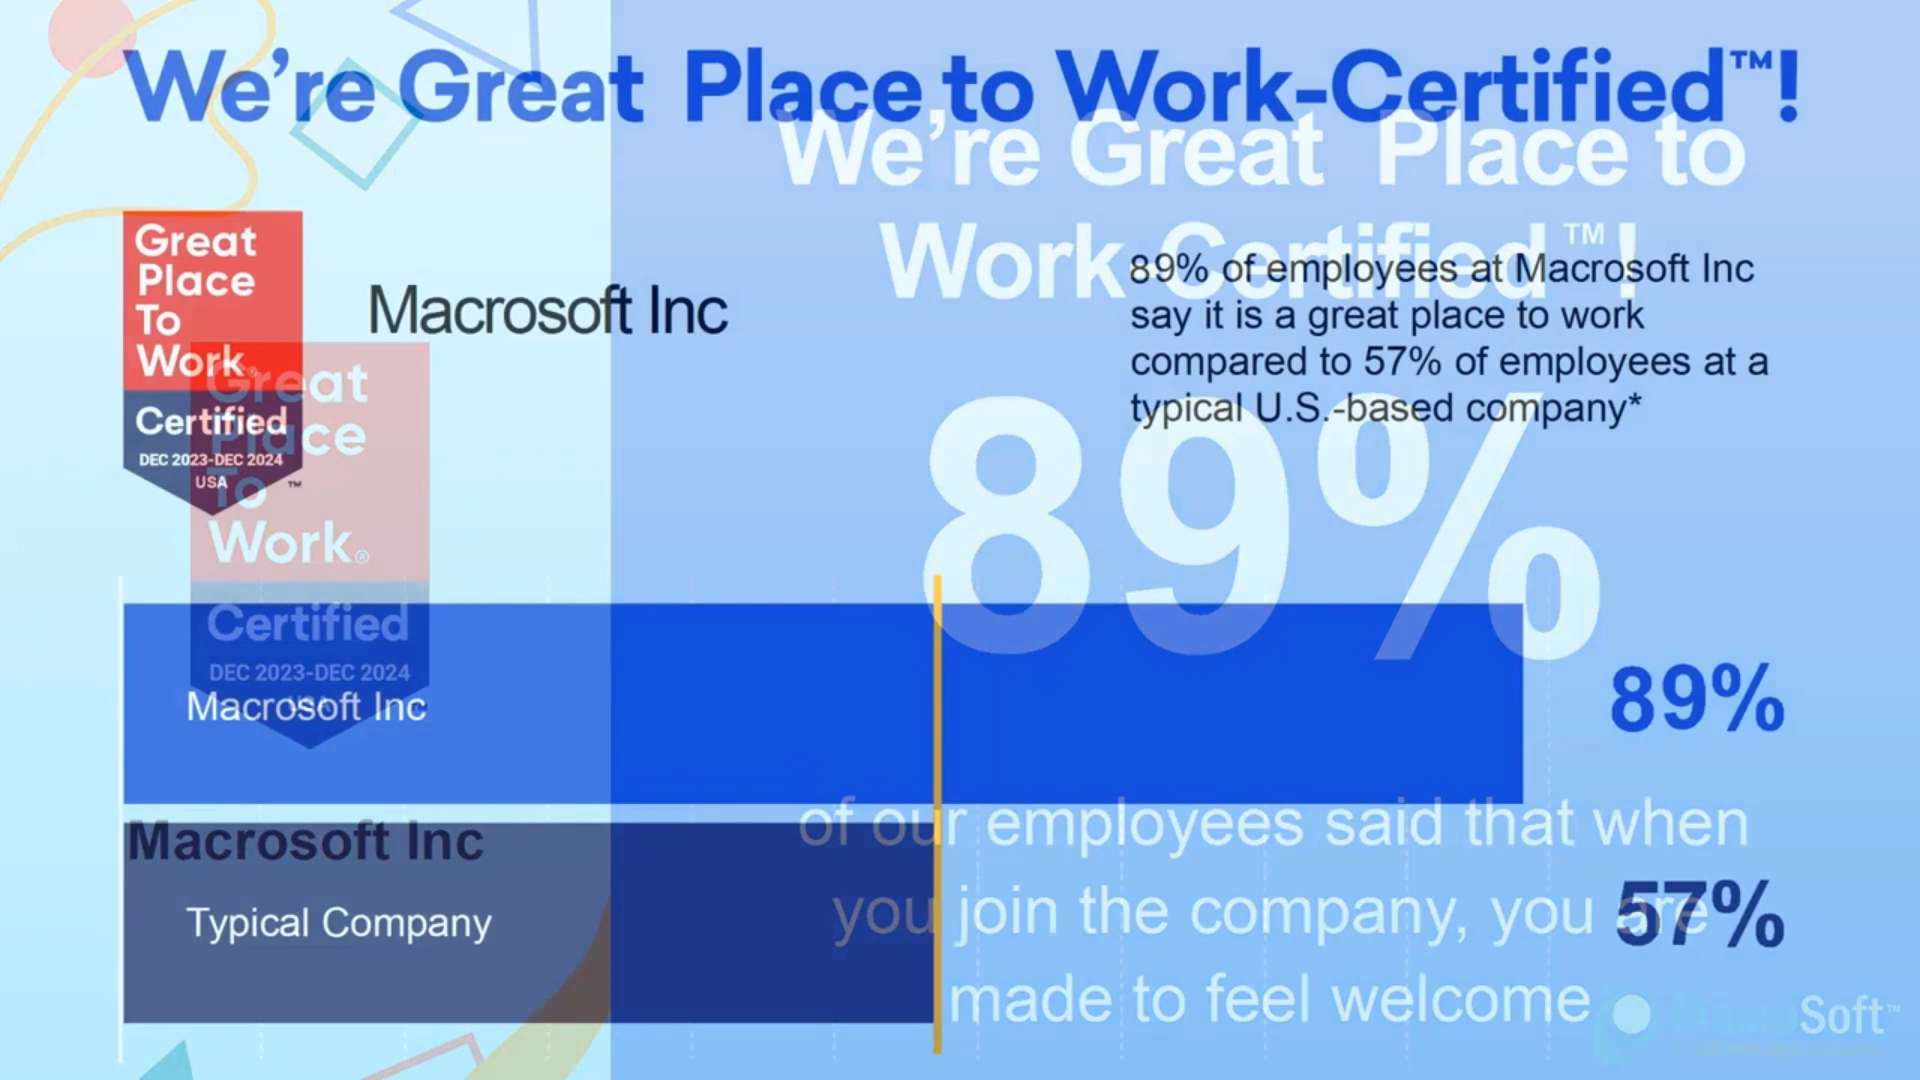 We're Great Place to Work-Certified™!
We're Great Place to
Work Certified™!
Great
Place
To
Work®
Certified
DEC 2023-DEC 2024
USA ™
Macrosoft Inc
89% of employees at Macrosoft Inc
say it is a great place to work
compared to 57% of employees at a
typical U.S.-based company*
Great
Place
To
Work®
Certified
DEC 2023-DEC 2024
USA
89%
Macrosoft Inc
89%
Macrosoft Inc
Typical Company
57%
of our employees said that when
you join the company, you are
made to feel welcome
Soft™